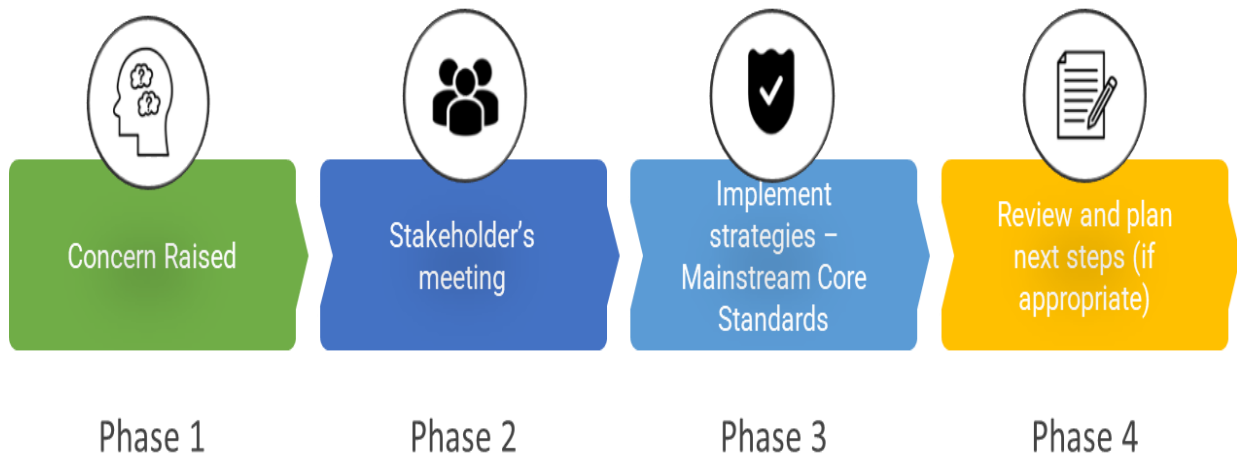 Concern Raised
Stakeholder’s
meeting
Implement
strategies –
Mainstream Core
Standards
Review and plan
next steps (if
appropriate)
Phase 1
Phase 2
Phase 3
Phase 4